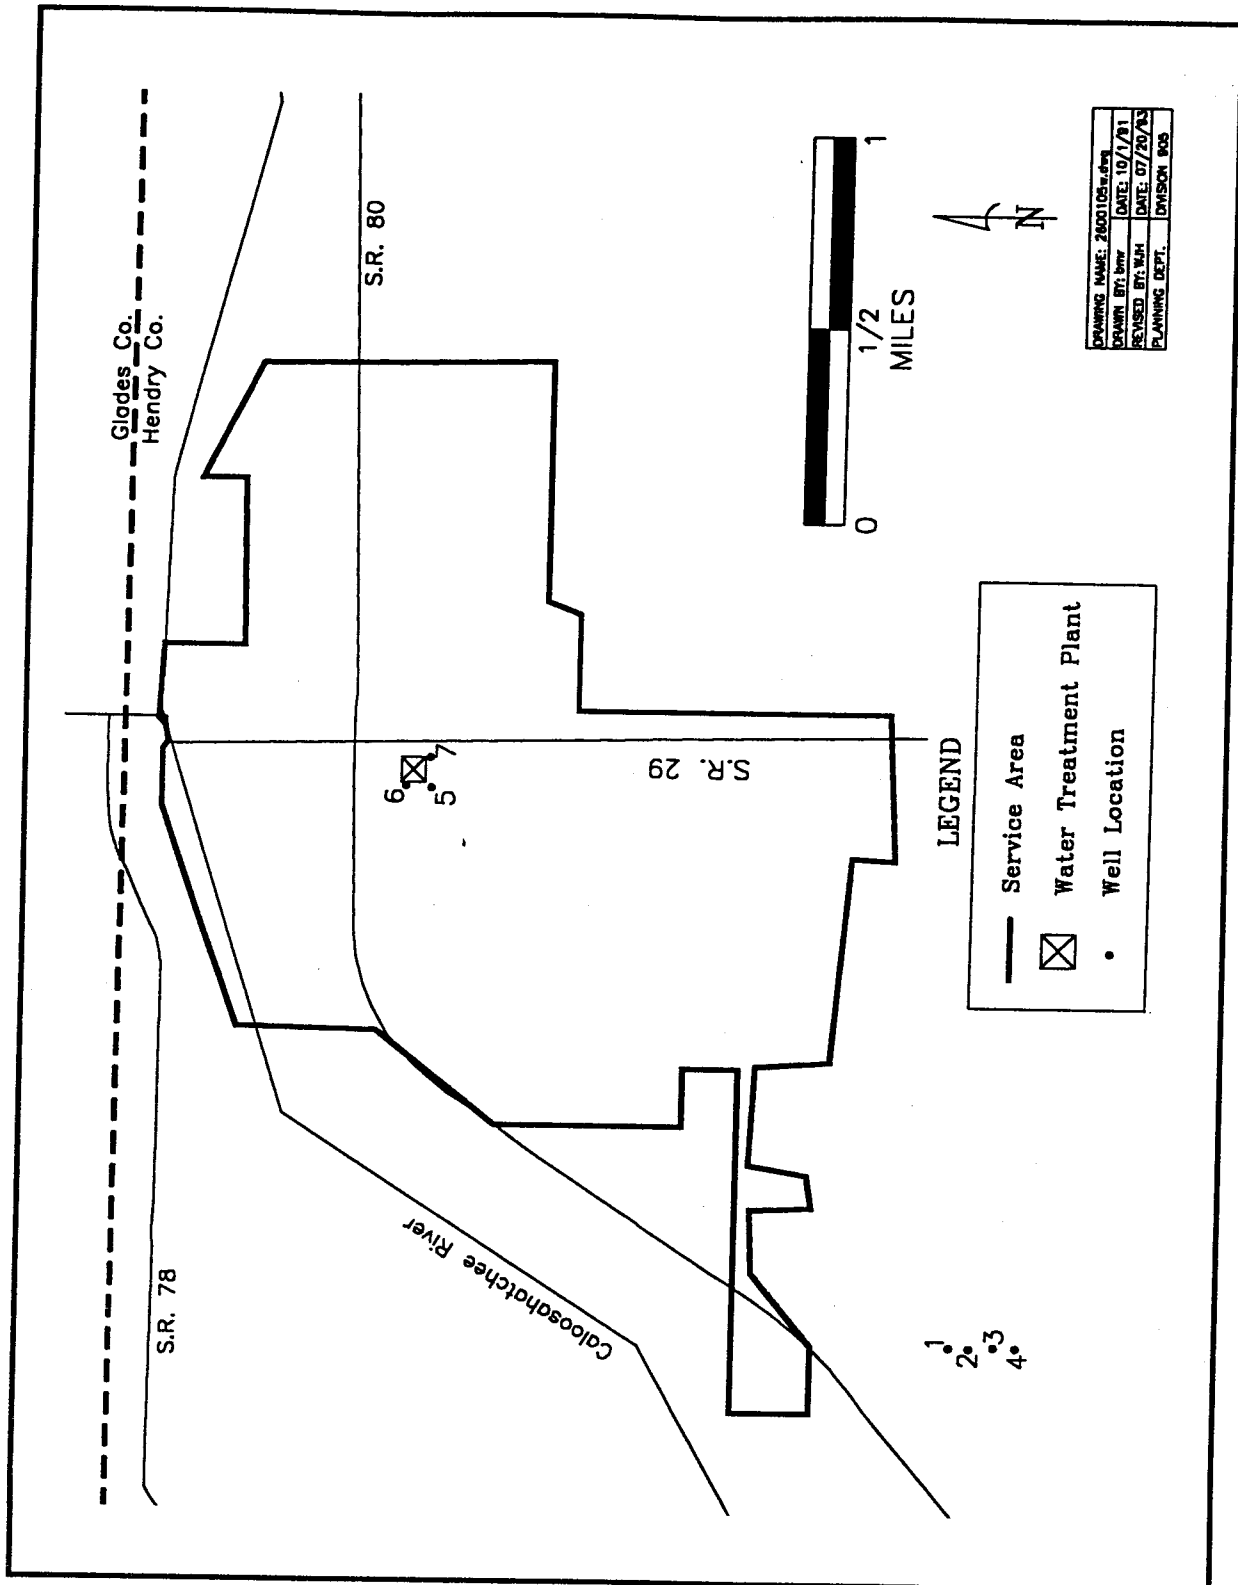 Glades Co.
Hendry Co.
S.R. 80
S.R. 78
Caloosahatchee River
6
7
5
S.R. 29
1
2
3
4
LEGEND
Service Area
Water Treatment Plant
Well Location
0
1/2
1
MILES
N
DRAWING NAME: 2600105w.dwg
DRAWN BY: bmr DATE: 10/1/91
REVISED BY: WJH DATE: 07/20/93
PLANNING DEPT. DIVISION 905